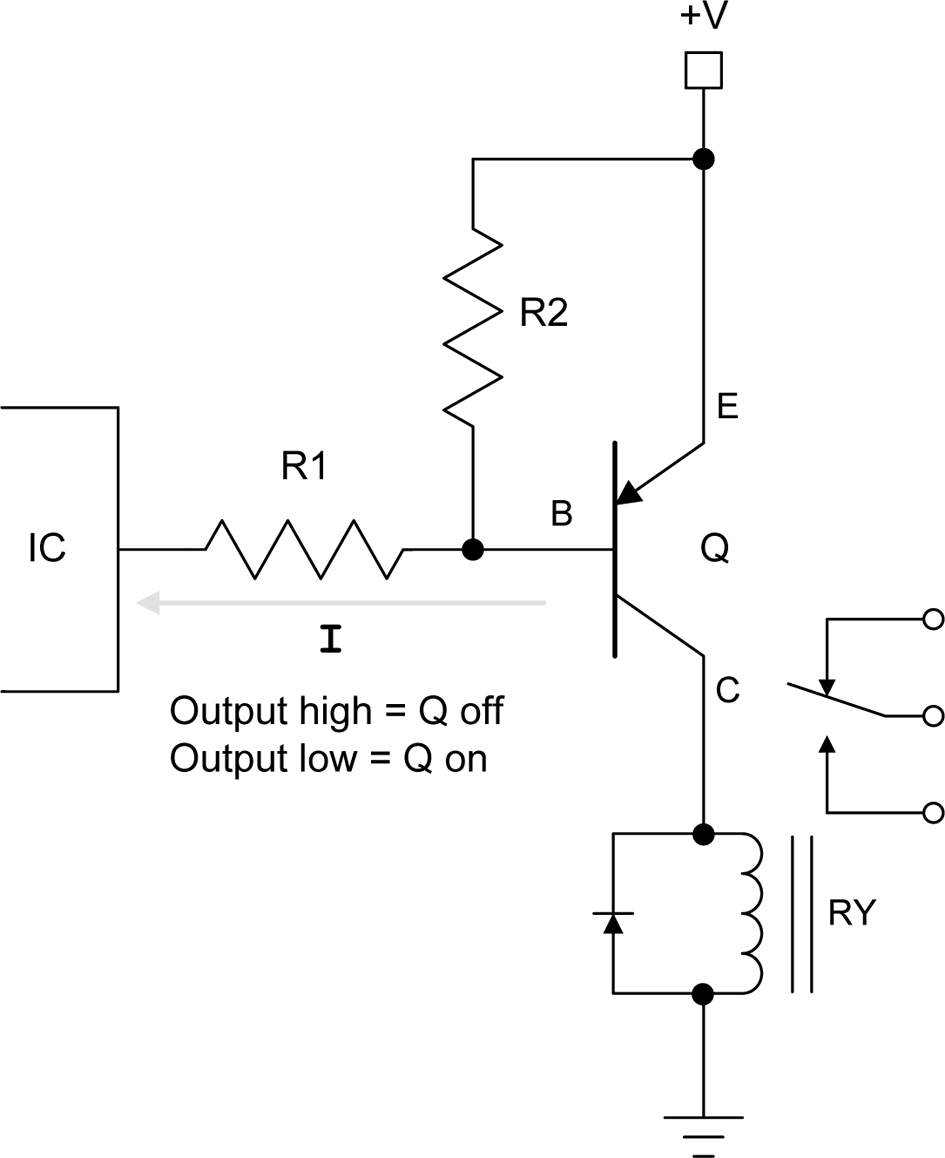 +V
R2
E
R1
B
IC
Q
I
C
Output high = Q off
Output low = Q on
RY